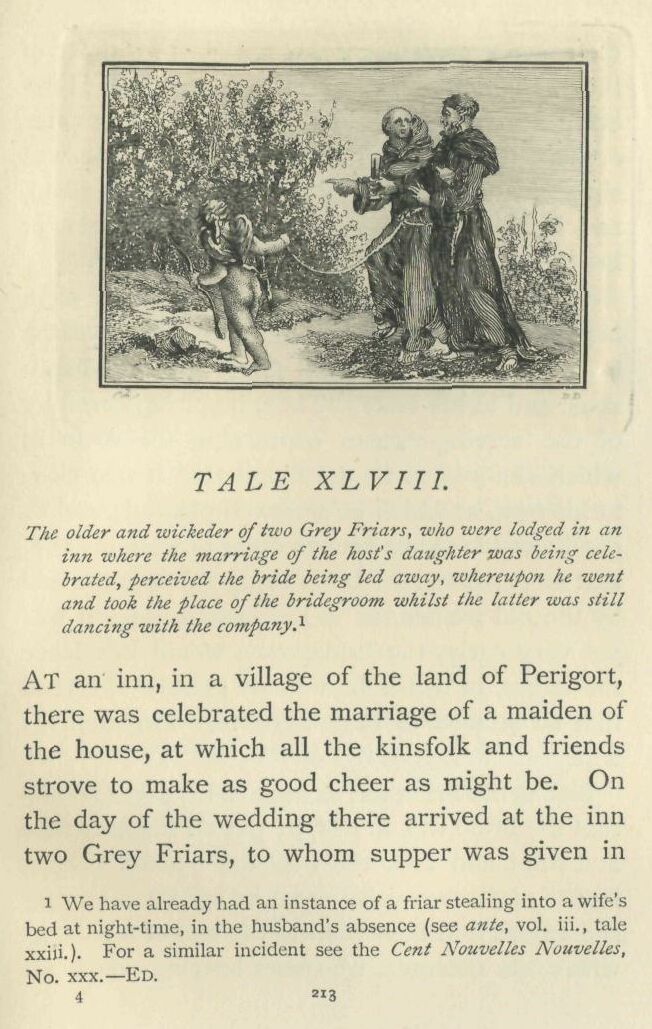 TALE XLVIII.
The older and wickeder of two Grey Friars, who were lodged in an
inn where the marriage of the host's daughter was being cele-
brated, perceived the bride being led away, whereupon he went
and took the place of the bridegroom whilst the latter was still
dancing with the company.¹
AT an inn, in a village of the land of Perigort,
there was celebrated the marriage of a maiden of
the house, at which all the kinsfolk and friends
strove to make as good cheer as might be. On
the day of the wedding there arrived at the inn
two Grey Friars, to whom supper was given in
1 We have already had an instance of a friar stealing into a wife's
bed at night-time, in the husband's absence (see ante, vol. iii., tale
xxiii.). For a similar incident see the Cent Nouvelles Nouvelles,
No. xxx.—ED.
4 213